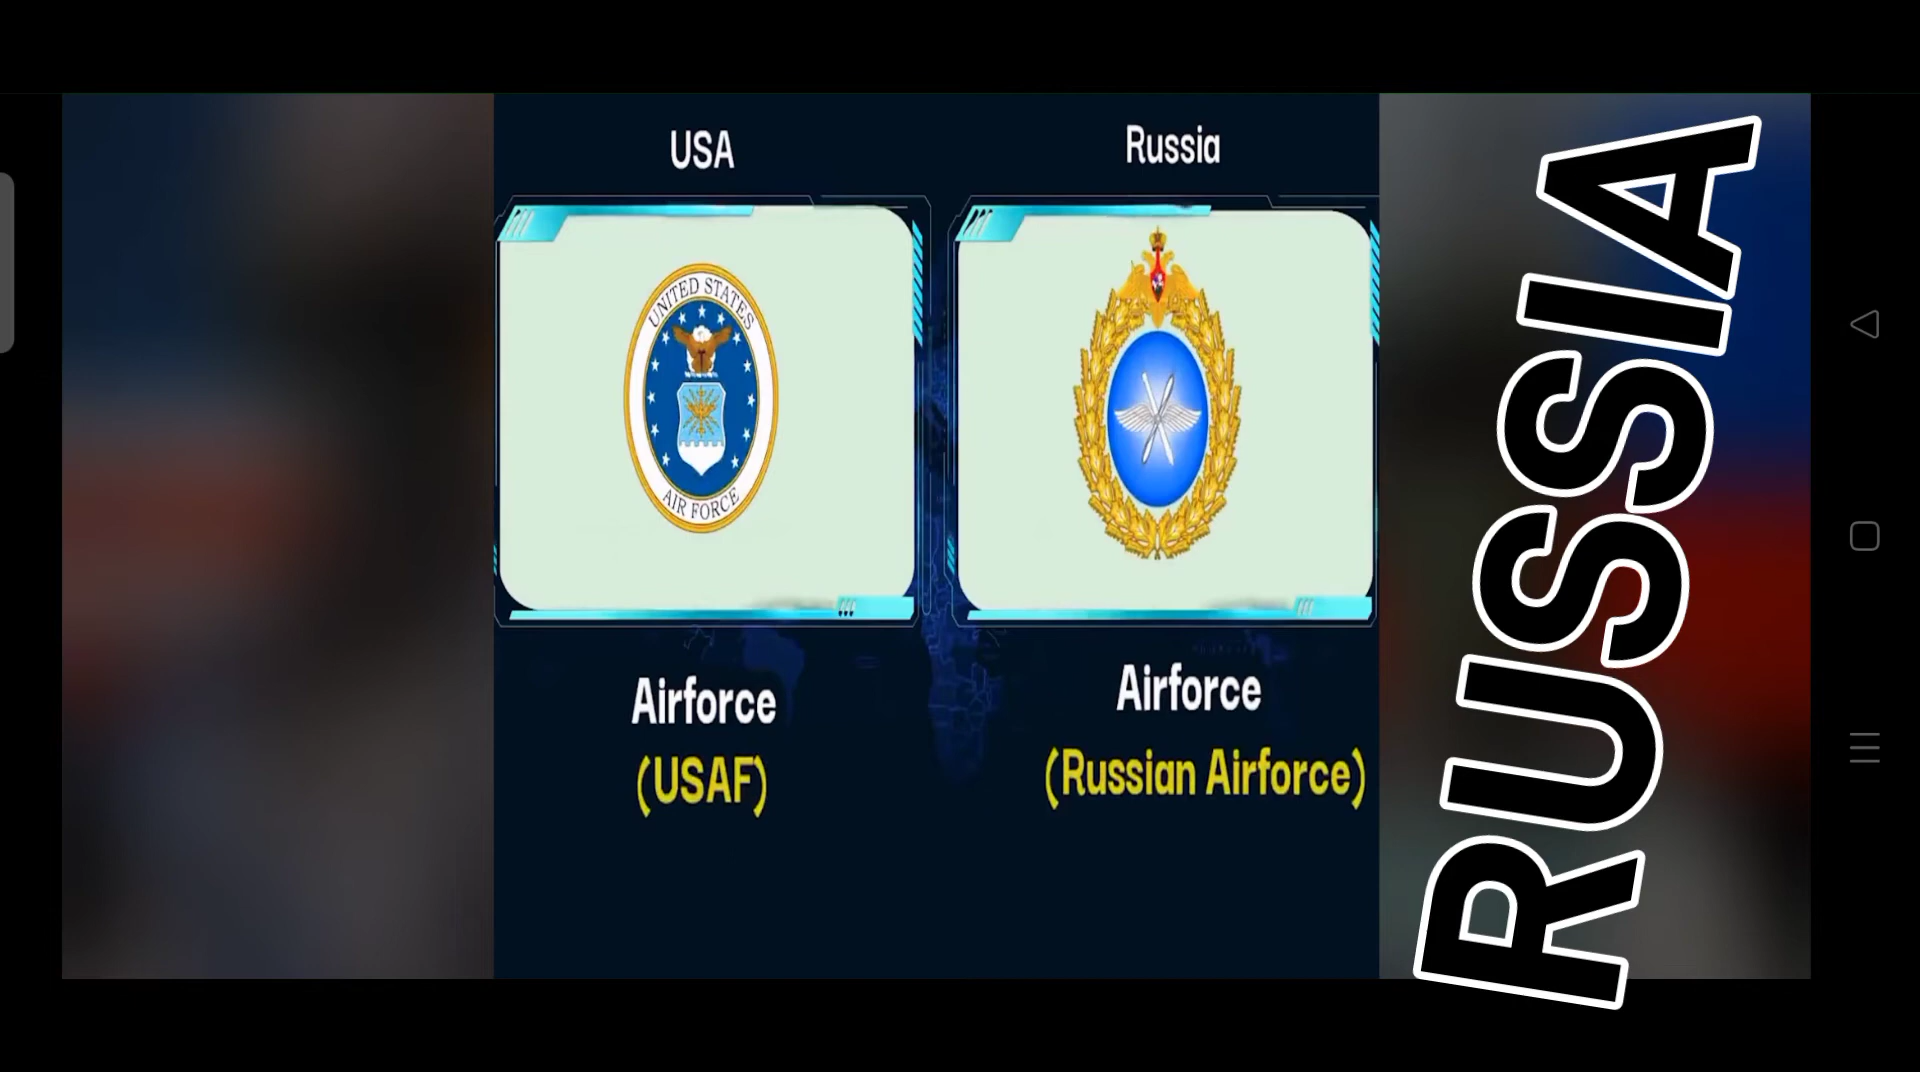 USA
Russia
UNITED STATES
AIR FORCE
Airforce
(USAF)
Airforce
(Russian Airforce)
RUSSIA